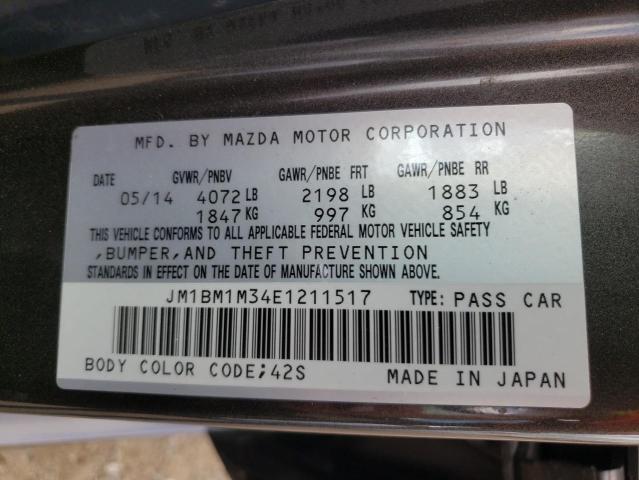 MFD. BY MAZDA MOTOR CORPORATION
DATE GVWR/PNBV GAWR/PNBE FRT GAWR/PNBE RR
05/14 4072 LB 2198 LB 1883 LB
1847 KG 997 KG 854 KG
THIS VEHICLE CONFORMS TO ALL APPLICABLE FEDERAL MOTOR VEHICLE SAFETY
,BUMPER,AND THEFT PREVENTION
STANDARDS IN EFFECT ON THE DATE OF MANUFACTURE SHOWN ABOVE.
JM1BM1M34E1211517 TYPE: PASS CAR
BODY COLOR CODE;42S MADE IN JAPAN